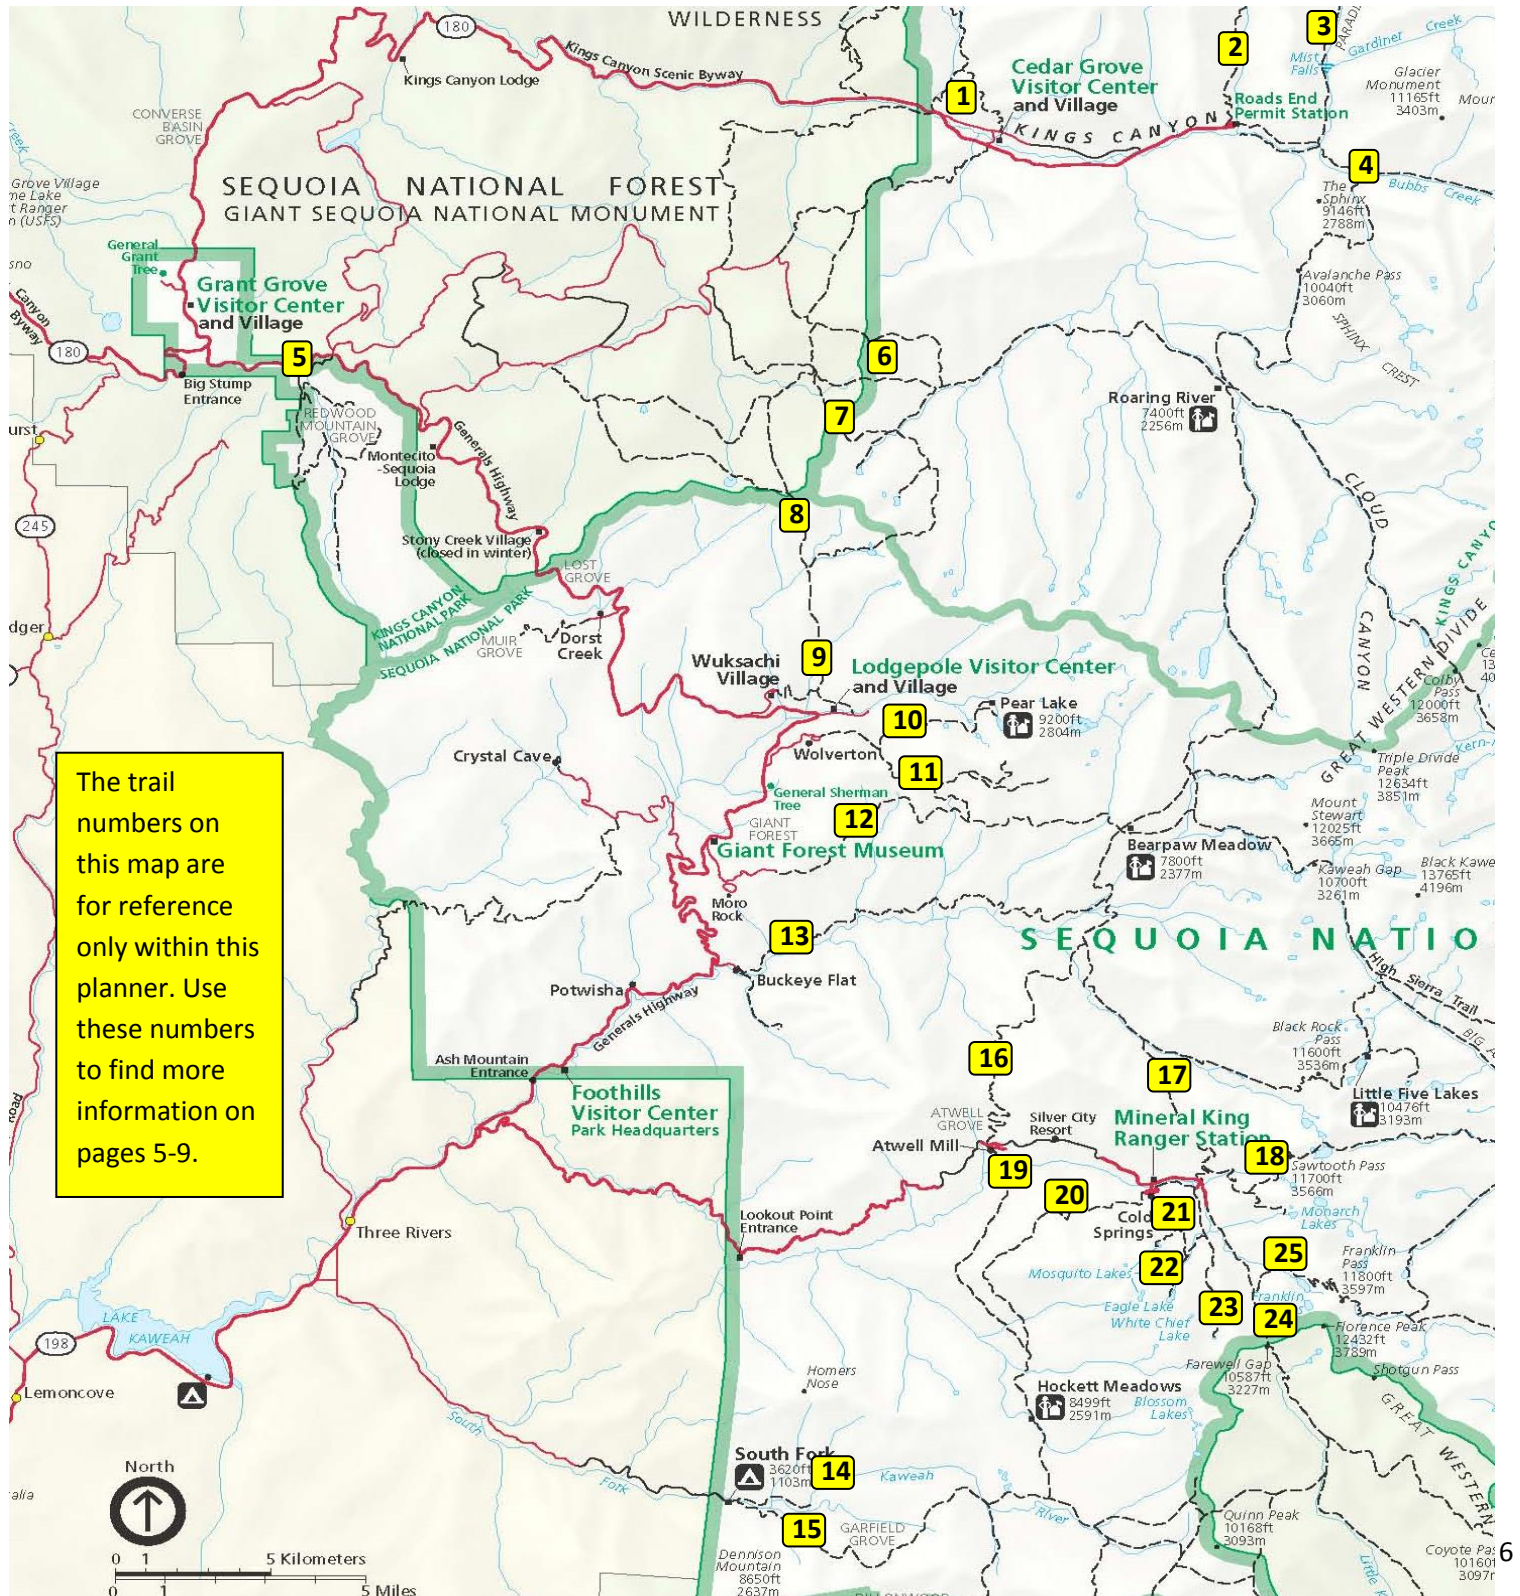 WILDERNESS
180
Kings Canyon Scenic Byway
Kings Canyon Lodge
CONVERSE
BASIN
GROVE
1
2
3
4
Cedar Grove
Visitor Center
and Village
KINGS CANYON
Roads End
Permit Station
Mist
Falls
Gardiner Creek
Glacier
Monument
11165ft
3403m
Bubbs Creek
The
Sphinx
9146ft
2788m
Avalanche Pass
10040ft
3060m
SPHINX
CREST
Grove Village
me Lake
t Ranger
n (USFS)
SEQUOIA NATIONAL FOREST
GIANT SEQUOIA NATIONAL MONUMENT
General
Grant
Tree
Grant Grove
Visitor Center
and Village
Canyon
Byway
180
Big Stump
Entrance
5
REDWOOD
MOUNTAIN
GROVE
Montecito
-Sequoia
Lodge
Generals Highway
6
7
8
Roaring River
7400ft
2256m
CLOUD
CANYON
245
Stony Creek Village
(closed in winter)
LOST
GROVE
KINGS CANYON
NATIONAL PARK
SEQUOIA NATIONAL PARK
MUIR
GROVE
Dorst
Creek
Wuksachi
Village
9
Lodgepole Visitor Center
and Village
GREAT WESTERN DIVIDE
Colby
Pass
12000ft
3658m
10
Pear Lake
9200ft
2804m
Wolverton
11
Triple Divide
Peak
12634ft
3851m
Crystal Cave
General Sherman
Tree
12
GIANT
FOREST
Giant Forest Museum
Mount
Stewart
12025ft
3665m
Bearpaw Meadow
7800ft
2377m
Kaweah Gap
10700ft
3261m
Black Kawe
13765ft
4196m
The trail
numbers on
this map are
for reference
only within this
planner. Use
these numbers
to find more
information on
pages 5-9.
Moro
Rock
13
SEQUOIA NATIO
Buckeye Flat
Potwisha
Generals Highway
High Sierra Trail
Black Rock
Pass
11600ft
3536m
Ash Mountain
Entrance
Foothills
Visitor Center
Park Headquarters
16
17
Little Five Lakes
10476ft
3193m
ATWELL
GROVE
Silver City
Resort
Mineral King
Ranger Station
Atwell Mill
18
Sawtooth Pass
11700ft
3566m
19
20
21
Cold
Springs
Monarch
Lakes
Three Rivers
Lookout Point
Entrance
Mosquito Lakes
22
25
Franklin
Pass
11800ft
3597m
Eagle Lake
White Chief
Lake
23
Franklin
24
Florence Peak
12432ft
3789m
Farewell Gap
10587ft
3227m
Shotgun Pass
LAKE
KAWEAH
198
Lemoncove
Homers
Nose
Hockett Meadows
8499ft
2591m
Blossom
Lakes
GREAT WESTERN
South
Fork
South Fork
3620ft
1103m
14
Kaweah
River
15
GARFIELD
GROVE
Quinn Peak
10168ft
3093m
Dennison
Mountain
8650ft
2637m
North
0 1 5 Kilometers
0 1 5 Miles
6